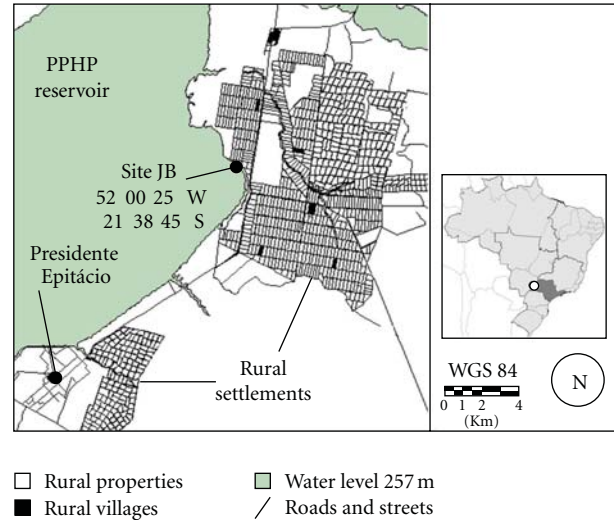 PPHP
reservoir
Site JB
52 00 25 W
21 38 45 S
Presidente
Epitácio
Rural
settlements
WGS 84
0 1 2 4
(Km)
N
Rural properties
Rural villages
Water level 257 m
Roads and streets